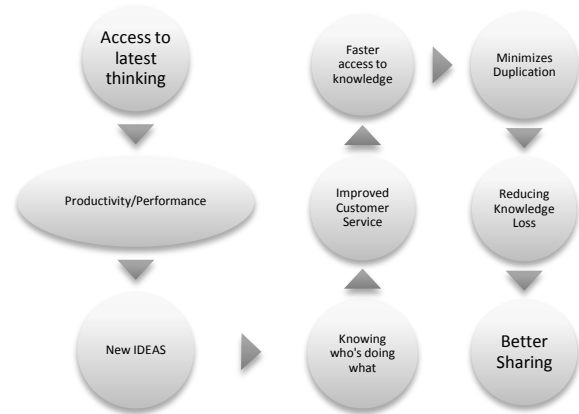 Access to
latest
thinking
Productivity/Performance
New IDEAS
Knowing
who's doing
what
Improved
Customer
Service
Faster
access to
knowledge
Minimizes
Duplication
Reducing
Knowledge
Loss
Better
Sharing